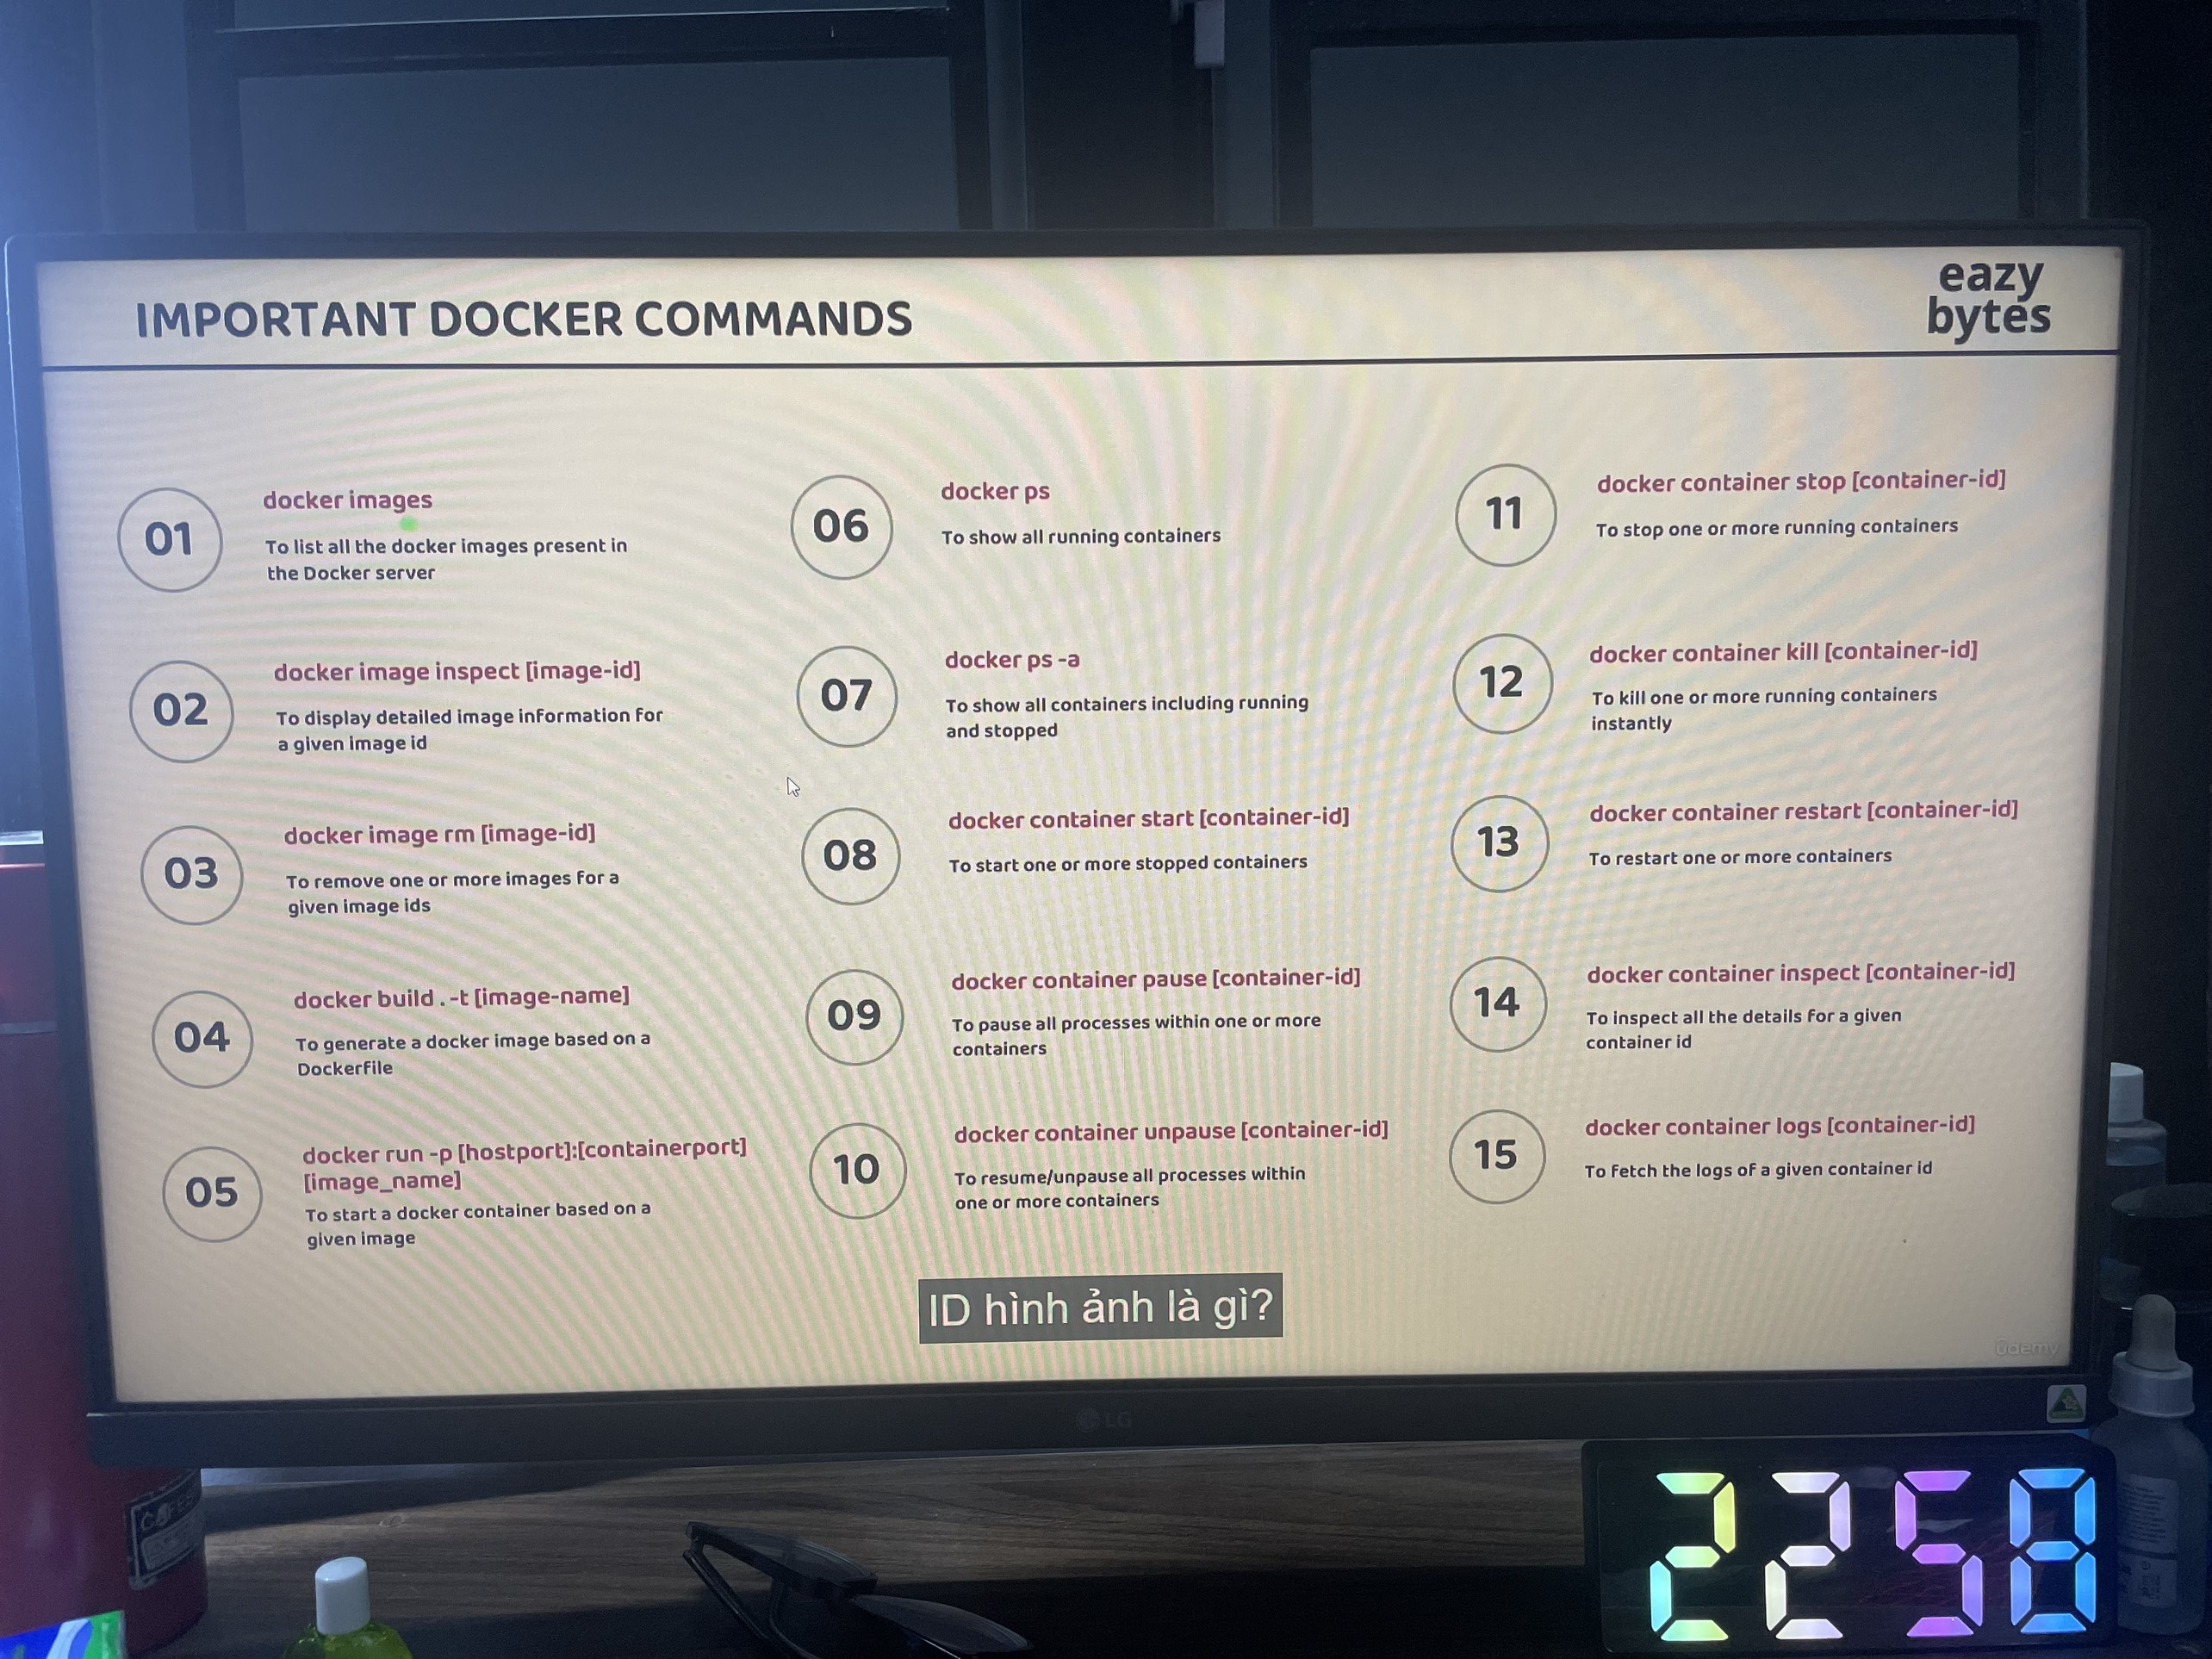 IMPORTANT DOCKER COMMANDS
eazy
bytes
01
docker images
To list all the docker images present in
the Docker server
02
docker image inspect [image-id]
To display detailed image information for
a given image id
03
docker image rm [image-id]
To remove one or more images for a
given image ids
04
docker build . -t [image-name]
To generate a docker image based on a
Dockerfile
05
docker run -p [hostport]:[containerport]
[image_name]
To start a docker container based on a
given image
06
docker ps
To show all running containers
07
docker ps -a
To show all containers including running
and stopped
08
docker container start [container-id]
To start one or more stopped containers
09
docker container pause [container-id]
To pause all processes within one or more
containers
10
docker container unpause [container-id]
To resume/unpause all processes within
one or more containers
11
docker container stop [container-id]
To stop one or more running containers
12
docker container kill [container-id]
To kill one or more running containers
instantly
13
docker container restart [container-id]
To restart one or more containers
14
docker container inspect [container-id]
To inspect all the details for a given
container id
15
docker container logs [container-id]
To fetch the logs of a given container id
ID hình ảnh là gì?
ûdemy
LG
2258